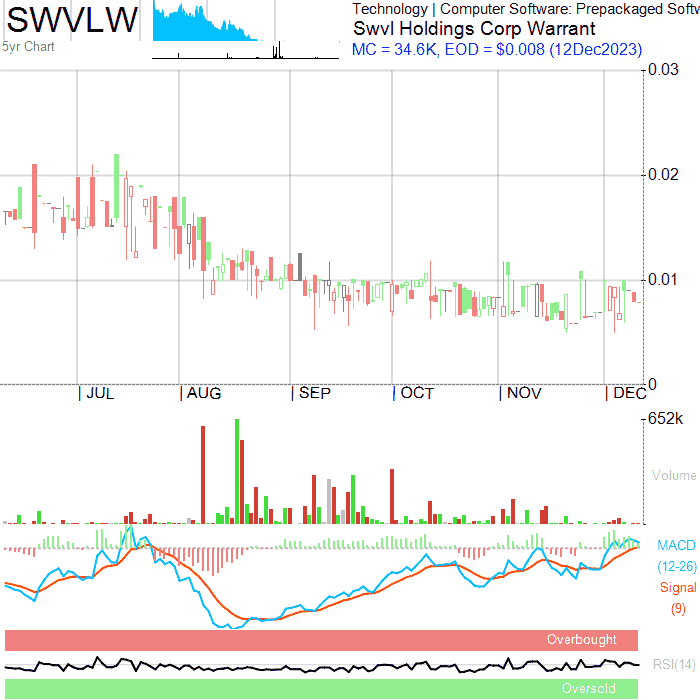 SWVLW
5yr Chart
Technology | Computer Software: Prepackaged Softw
Swvl Holdings Corp Warrant
MC = 34.6K, EOD = $0.008 (12Dec2023)
0.03
0.02
0.01
0
| JUL | AUG | SEP | OCT | NOV | DEC
652k
Volume
MACD
(12-26)
Signal
(9)
Overbought
RSI(14)
Oversold